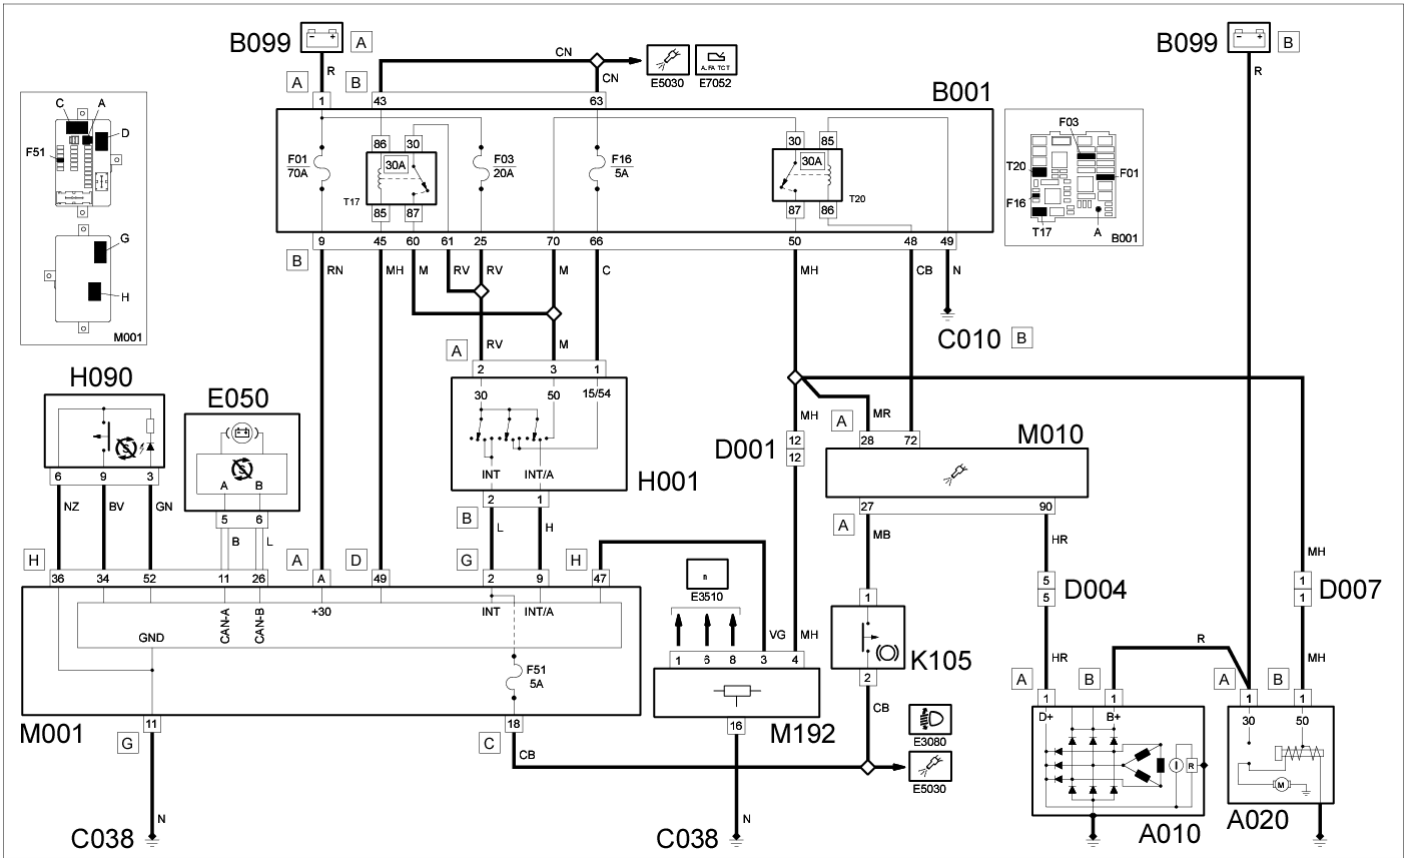 B099 A B099 B
R CN CN E5030 A..FA TCT E7052 R
A B
1 43 63 B001
C A
D
F51
G
H
M001
86 30 30 85
F01 70A 30A F03 20A F16 5A 30A
T17 T20
85 87 87 86
F03
T20
F01
F16
T17 A
B001
9 45 60 61 25 70 66 50 48 49
B
RN MH M RV RV M C MH CB N
C010 B
A RV M
2 3 1
30 50 15/54
INT INT/A
H001
2 1
B L H
H090
6 9 3
NZ BV GN
E050
A B
5 6
B L
MH MR A
D001 12 12
28 72 M010
27 90
A MB HR MH
5 5 D004
1 1 D007
H A D G H
36 34 52 11 26 A 49 2 9 47
GND CAN-A CAN-B +30 INT INT/A
F51 5A
M001 11 18
G C
N CB
C038
n
E3510
VG MH
1 6 8 3 4
M192
16
N
C038
1
K105
2
CB
E3080
E5030
HR R MH
A B A B
1 1 1 1
D+ B+ 30 50
R M
A010 A020